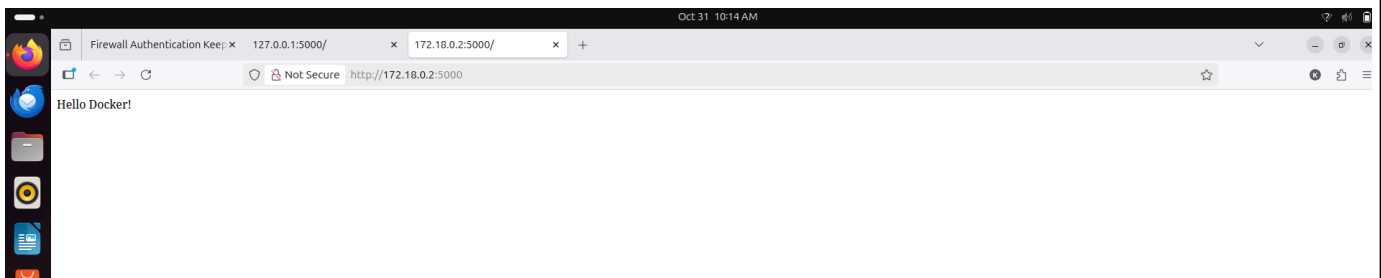 Oct 31 10:14 AM
Firewall Authentication Keep
127.0.0.1:5000/
172.18.0.2:5000/
Not Secure http://172.18.0.2:5000
K
Hello Docker!